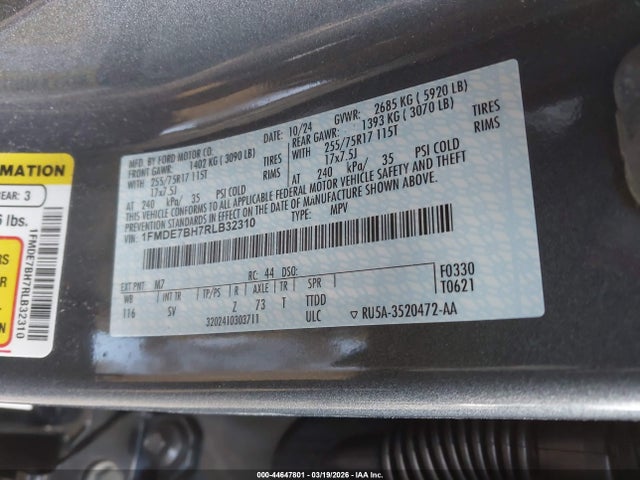 MFD. BY FORD MOTOR CO.
10/24
GVWR: 2685 KG ( 5920 LB)
FRONT GAWR: 1402 KG ( 3090 LB)
REAR GAWR: 1393 KG ( 3070 LB)
255/75R17 115T TIRES
255/75R17 115T TIRES
17x7.5J RIMS
17x7.5J RIMS
AT 240 kPa/ 35 PSI COLD
AT 240 kPa/ 35 PSI COLD
THIS VEHICLE CONFORMS TO ALL APPLICABLE FEDERAL MOTOR VEHICLE SAFETY AND THEFT
PREVENTION STANDARDS IN EFFECT ON THE DATE OF MANUFACTURE SHOWN ABOVE.
VIN: 1FMDE7BH7RLB32310
TYPE: MPV
EXT PNT M7 RC: 44 DSO: F0330
WB INT TR TP/PS R AXLE TR SPR T0621
116 SV Z 73 T TTDD
3202410303711 ULC RU5A-3520472-AA
RMATION
EAR: 3
6 lbs.
RS
R
1FMDE7BH7RLB32310
000-44647801 | 03/19/2026 — IAA Inc.